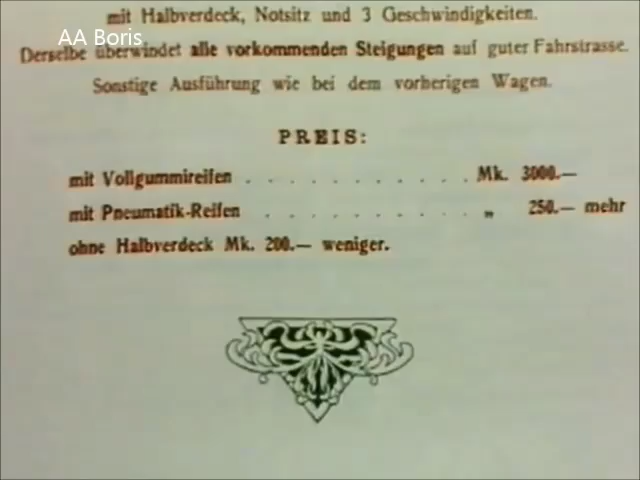 mit Halbverdeck, Notsitz und 3 Geschwindigkeiten.
AA Boris
Derselbe überwindet alle vorkommenden Steigungen auf guter Fahrstrasse.
Sonstige Ausführung wie bei dem vorherigen Wagen.
PREIS:
mit Vollgummireifen . . . . . . . . . . . Mk. 3000.—
mit Pneumatik-Reifen . . . . . . . . . . „ 250.— mehr
ohne Halbverdeck Mk. 200.— weniger.